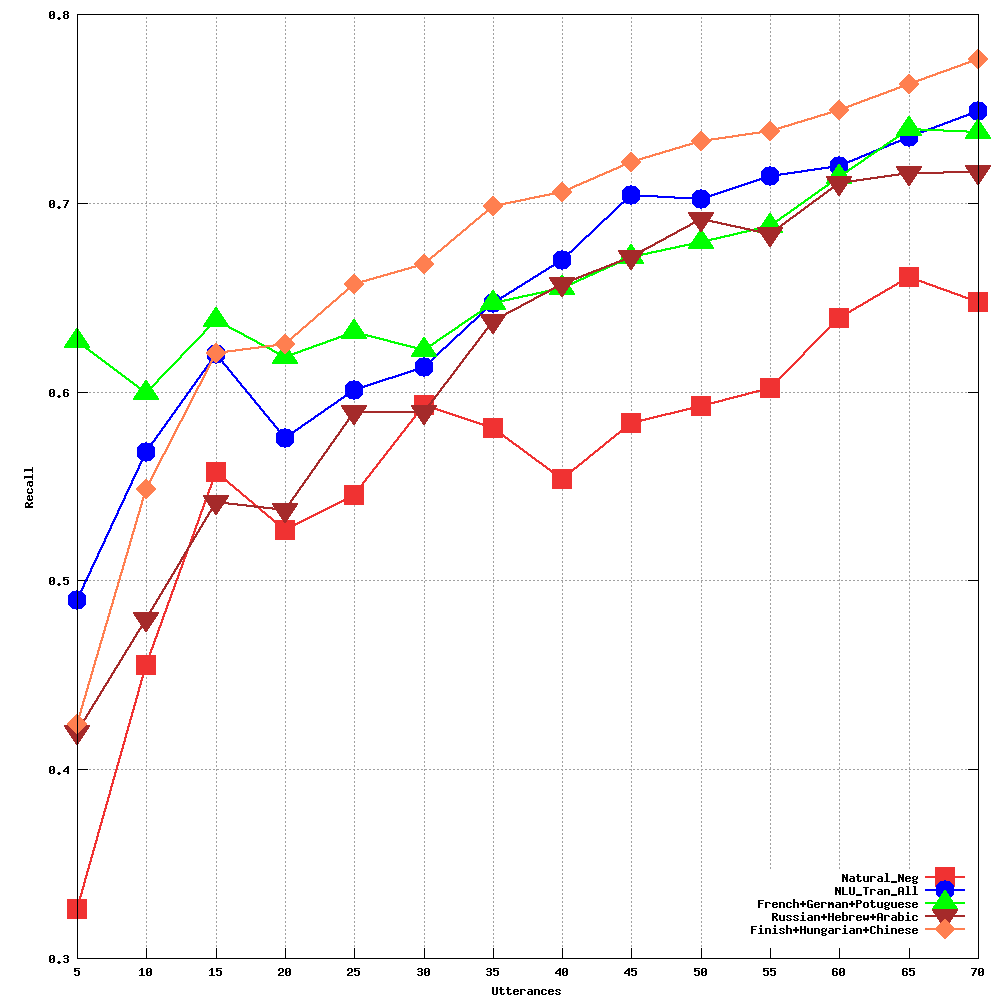 0.8
0.7
0.6
0.5
0.4
0.3
Recall
5 10 15 20 25 30 35 40 45 50 55 60 65 70
Utterances
Natural_Neg
NLU_Tran_All
French+German+Potuguese
Russian+Hebrew+Arabic
Finish+Hungarian+Chinese